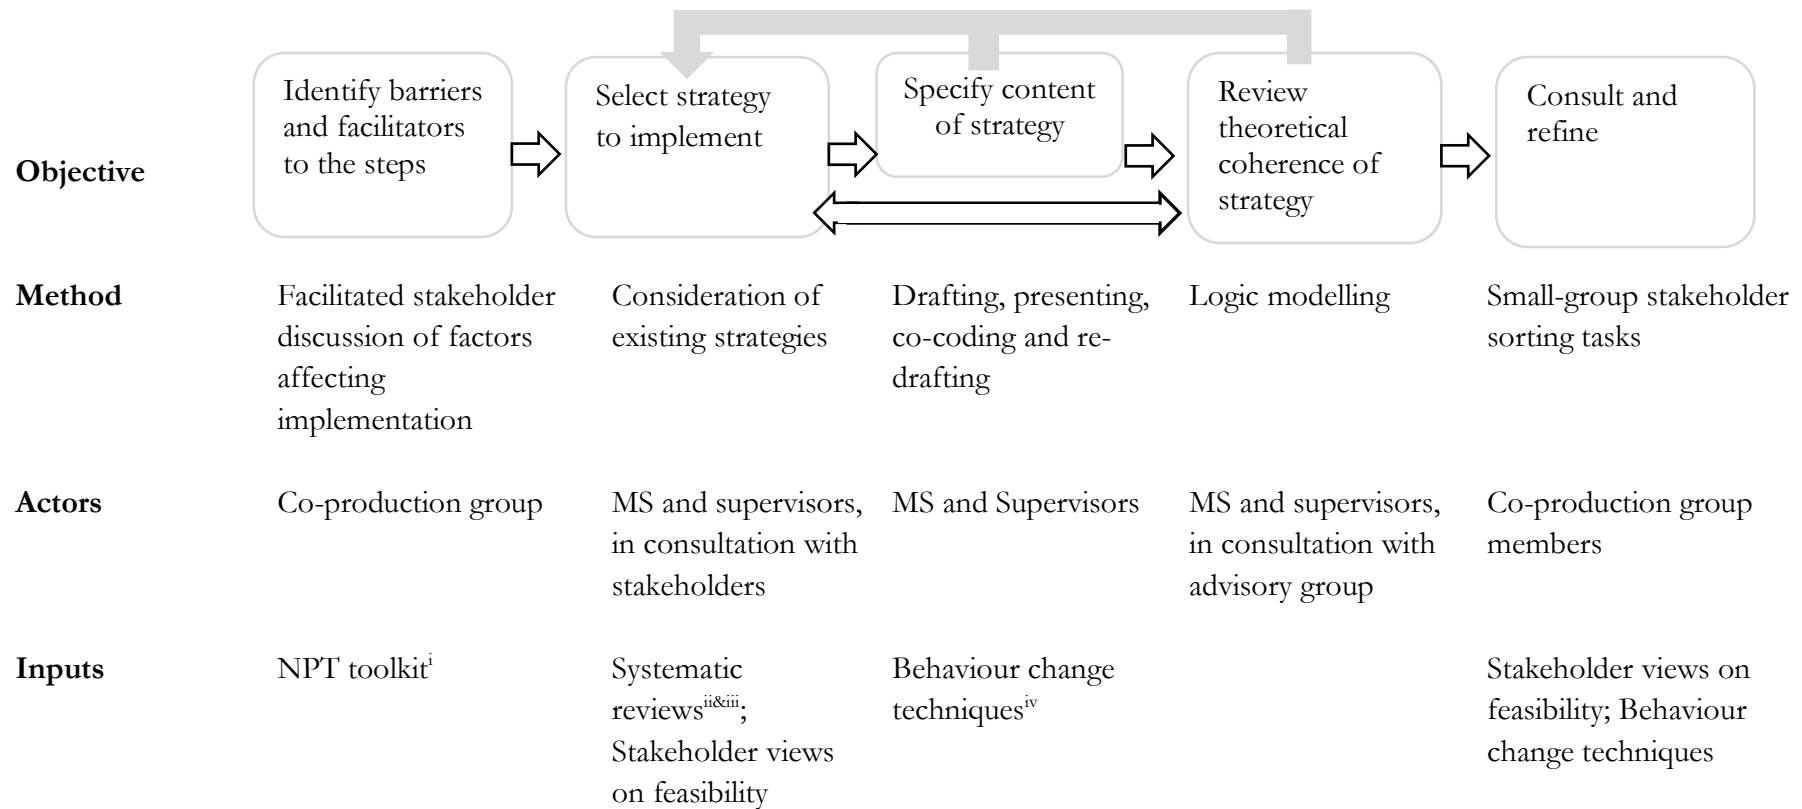 Objective
Identify barriers
and facilitators
to the steps
Select strategy
to implement
Specify content
of strategy
Review
theoretical
coherence of
strategy
Consult and
refine
Method
Facilitated stakeholder
discussion of factors
affecting
implementation
Consideration of
existing strategies
Drafting, presenting,
co-coding and re-
drafting
Logic modelling
Small-group stakeholder
sorting tasks
Actors
Co-production group
MS and supervisors,
in consultation with
stakeholders
MS and Supervisors
MS and supervisors,
in consultation with
advisory group
Co-production group
members
Inputs
NPT toolkitⁱ
Systematic
reviewsⁱⁱ&ⁱⁱⁱ;
Stakeholder views
on feasibility
Behaviour change
techniquesⁱᵛ
Stakeholder views on
feasibility; Behaviour
change techniques